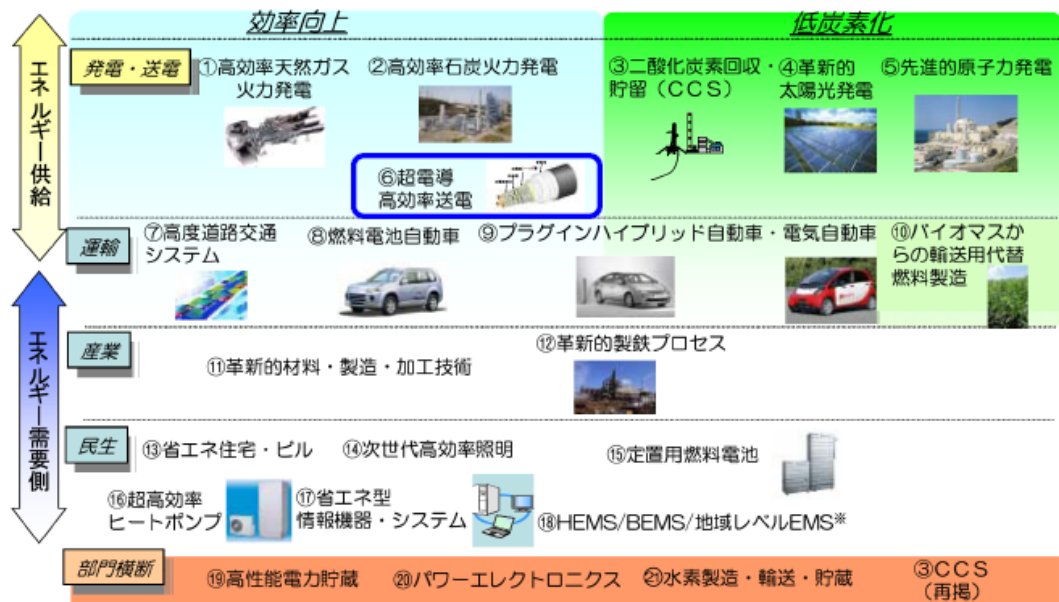 効率向上
低炭素化
エネルギー供給
発電・送電
①高効率天然ガス
火力発電
②高効率石炭火力発電
③二酸化炭素回収・
貯留（CCS）
④革新的
太陽光発電
⑤先進的原子力発電
⑥超電導
高効率送電
運輸
⑦高度道路交通
システム
⑧燃料電池自動車
⑨プラグインハイブリッド自動車・電気自動車
⑩バイオマスか
らの輸送用代替
燃料製造
エネルギー需要側
産業
⑪革新的材料・製造・加工技術
⑫革新的製鉄プロセス
民生
⑬省エネ住宅・ビル
⑭次世代高効率照明
⑮定置用燃料電池
⑯超高効率
ヒートポンプ
⑰省エネ型
情報機器・システム
⑱HEMS/BEMS/地域レベルEMS※
部門横断
⑲高性能電力貯蔵
⑳パワーエレクトロニクス
㉑水素製造・輸送・貯蔵
③CCS
（再掲）